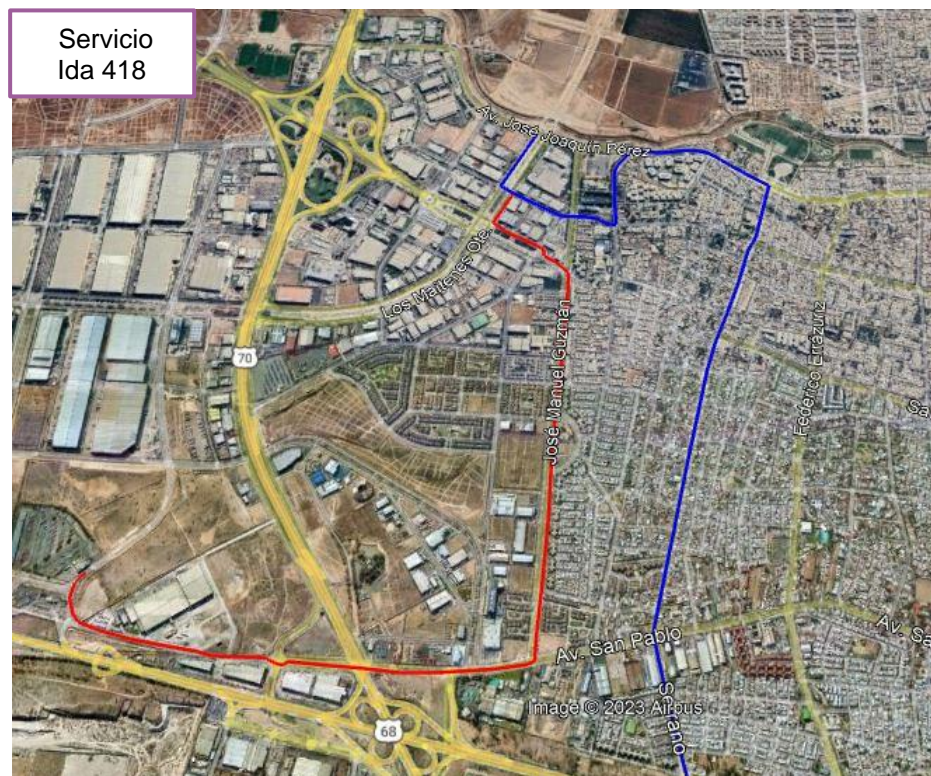 Servicio
Ida 418
Av. José Joaquín Pérez
Los Maitenes Ote.
70
José Manuel Guzmán
Federico Errázuriz
Sa
Av. San Pablo
Av. Sa
Serrano
Image © 2023 Airbus
68